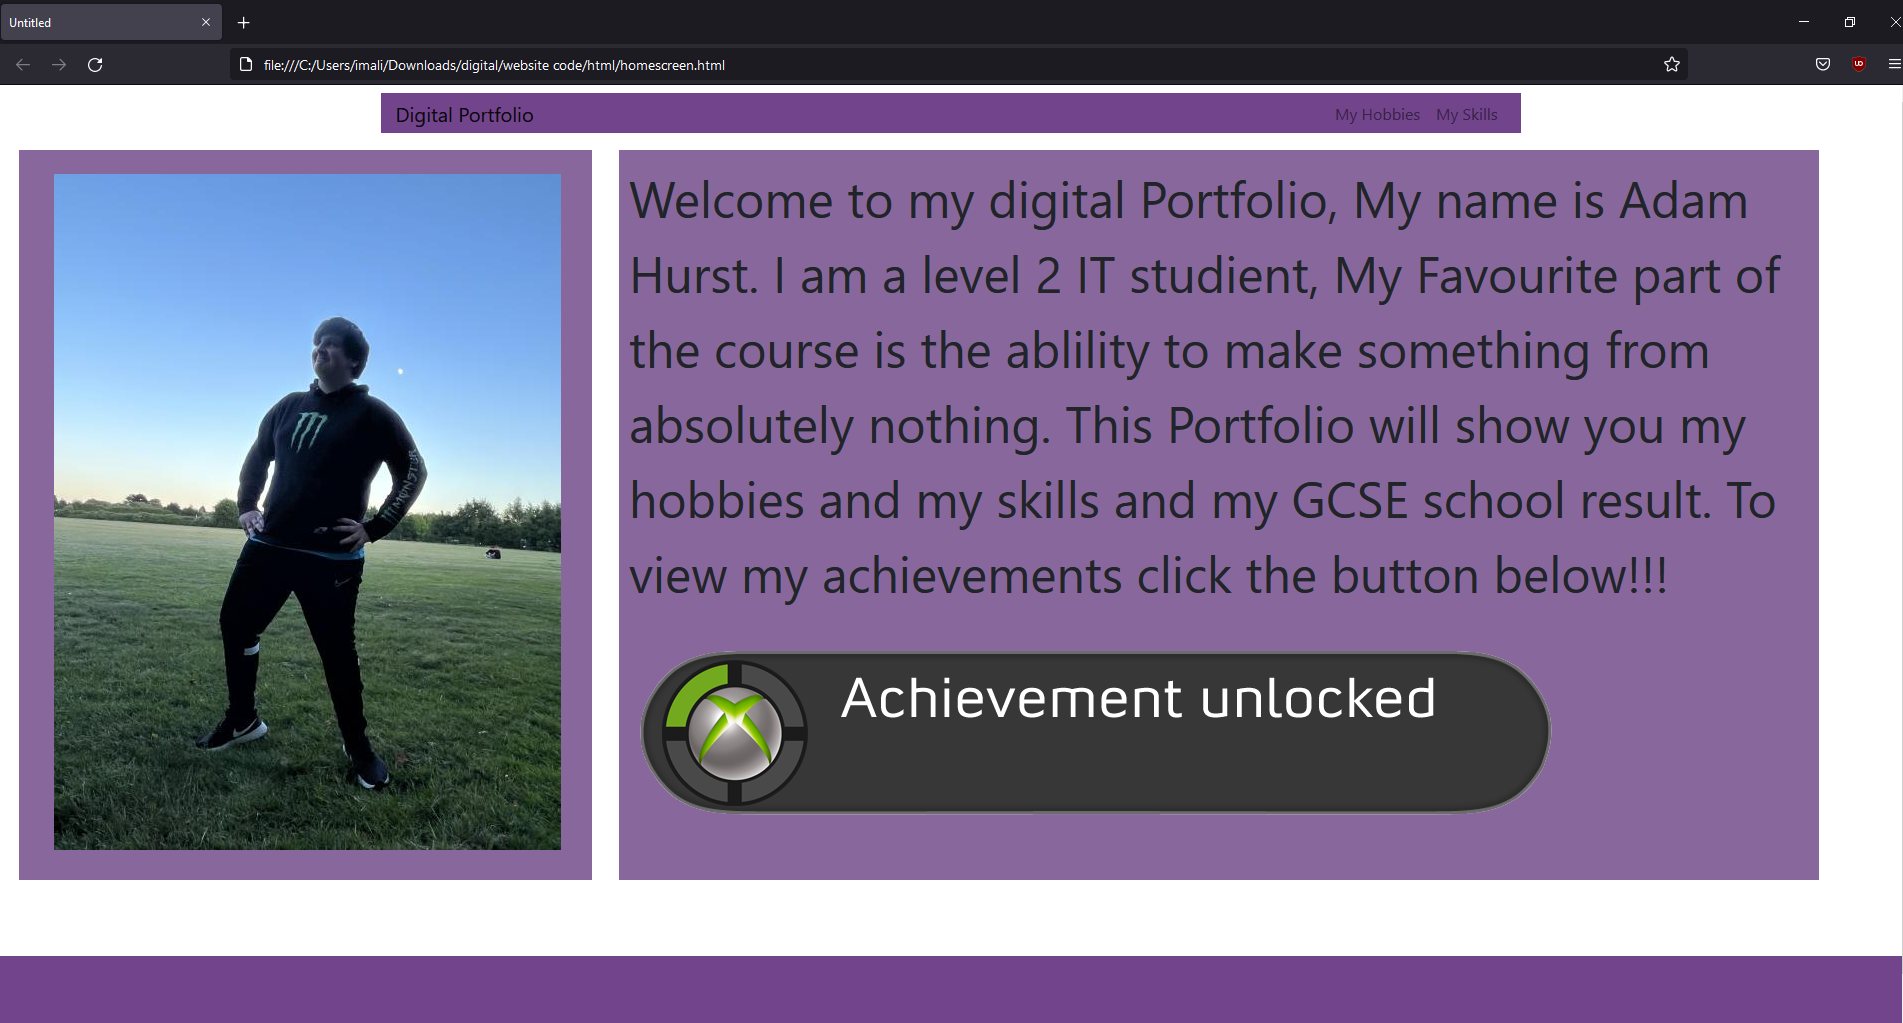 Untitled
file:///C:/Users/imali/Downloads/digital/website code/html/homescreen.html
Digital Portfolio
My Hobbies My Skills
Welcome to my digital Portfolio, My name is Adam
Hurst. I am a level 2 IT studient, My Favourite part of
the course is the ablility to make something from
absolutely nothing. This Portfolio will show you my
hobbies and my skills and my GCSE school result. To
view my achievements click the button below!!!
MONSTER
Achievement unlocked